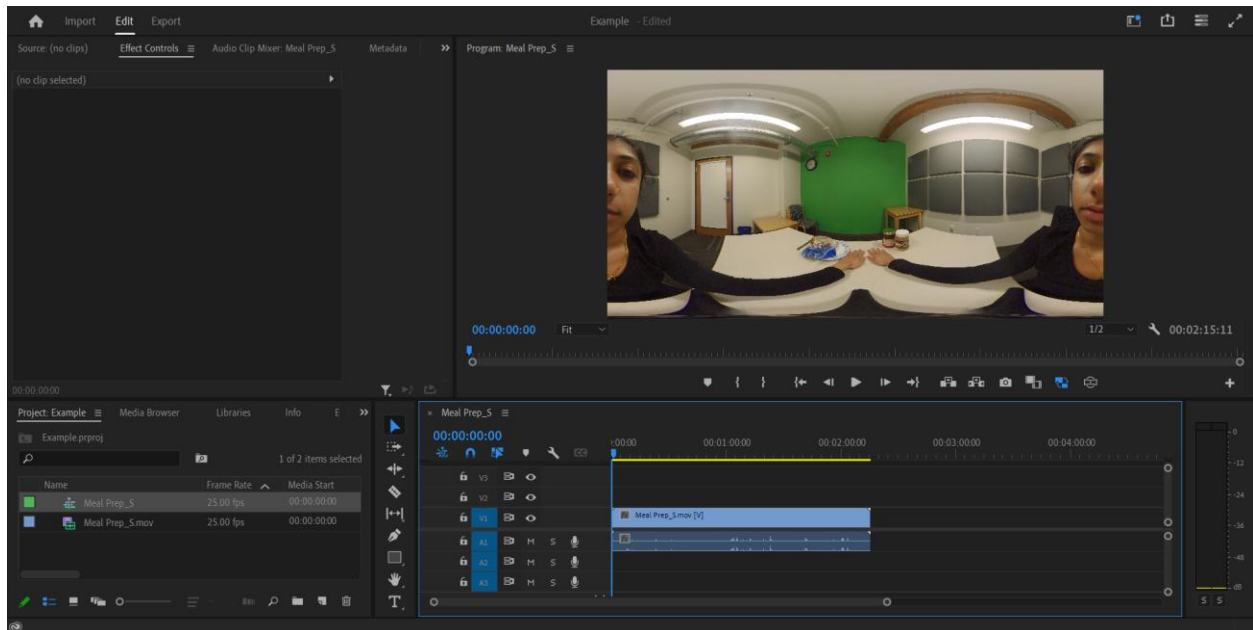 Import Edit Export Example - Edited
Source: (no clips) Effect Controls Audio Clip Mixer: Meal Prep_S Metadata Program: Meal Prep_S
(no clip selected)
00:00:00:00 Fit 1/2 00:02:15:11
00:00:00:00
Project: Example Media Browser Libraries Info E
Example.prproj
1 of 2 items selected
Name Frame Rate Media Start
Meal Prep_S 25.00 fps 00:00:00:00
Meal Prep_S.mov 25.00 fps 00:00:00:00
× Meal Prep_S
00:00:00:00
:00:00 00:01:00:00 00:02:00:00 00:03:00:00 00:04:00:00
V3
V2
V1 fx Meal Prep_S.mov [V]
A1 M S fx
A2 M S
A3 M S
T
0
-12
-24
-36
-48
dB
S S